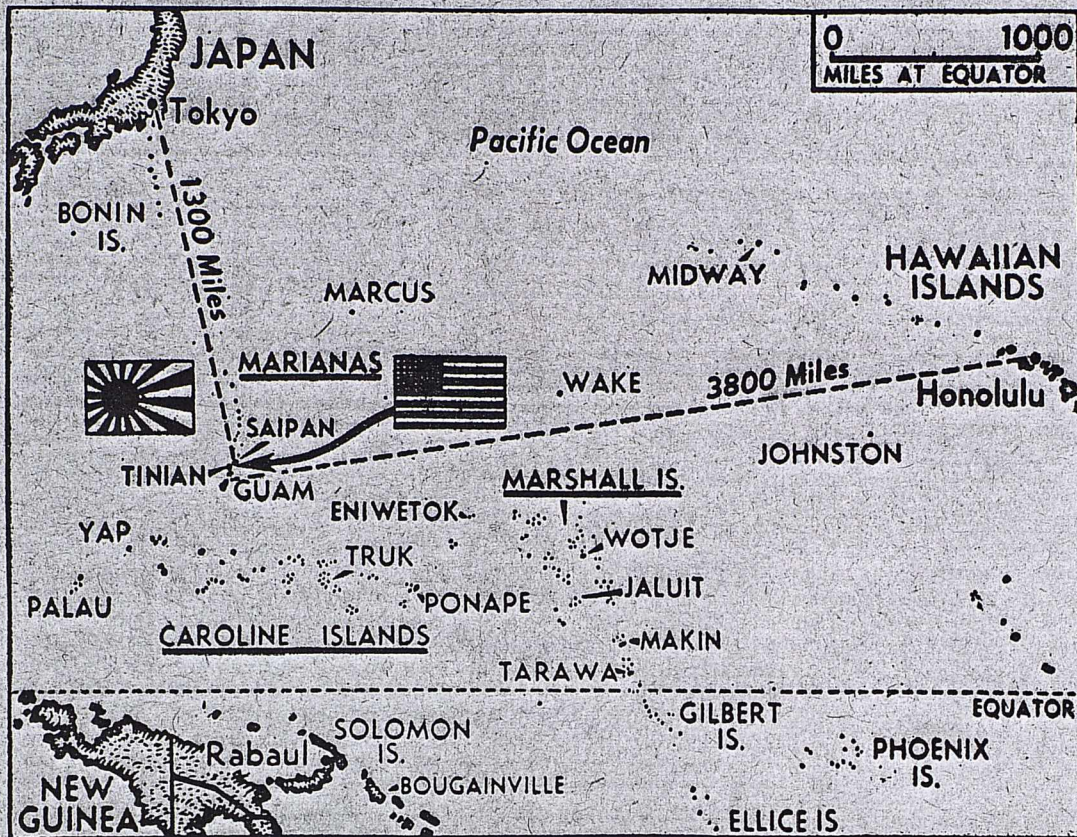 JAPAN
0 1000
MILES AT EQUATOR
Tokyo
Pacific Ocean
1300 Miles
BONIN
IS.
MIDWAY
HAWAIIAN
ISLANDS
MARCUS
MARIANAS
WAKE
3800 Miles
Honolulu
SAIPAN
JOHNSTON
TINIAN
GUAM
MARSHALL IS.
ENIWETOK
YAP
WOTJE
TRUK
PALAU
PONAPE
JALUIT
CAROLINE ISLANDS
MAKIN
TARAWA
EQUATOR
GILBERT
IS.
SOLOMON
IS.
Rabaul
PHOENIX
IS.
NEW
GUINEA
BOUGAINVILLE
ELLICE IS